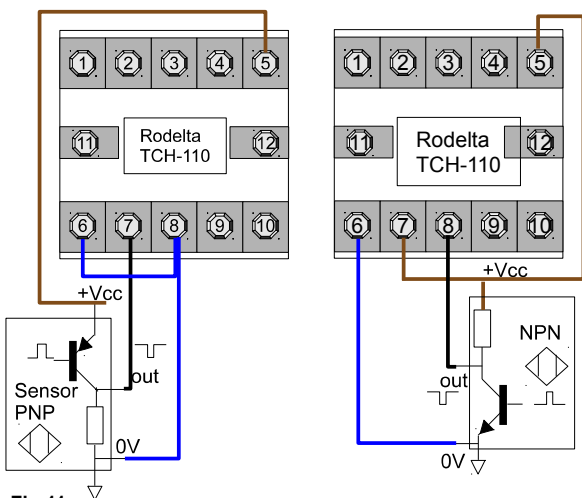 1 2 3 4 5
11 Rodelta TCH-110 12
6 7 8 9 10
+Vcc
out
Sensor
PNP
0V
1 2 3 4 5
11 Rodelta TCH-110 12
6 7 8 9 10
+Vcc
NPN
out
0V